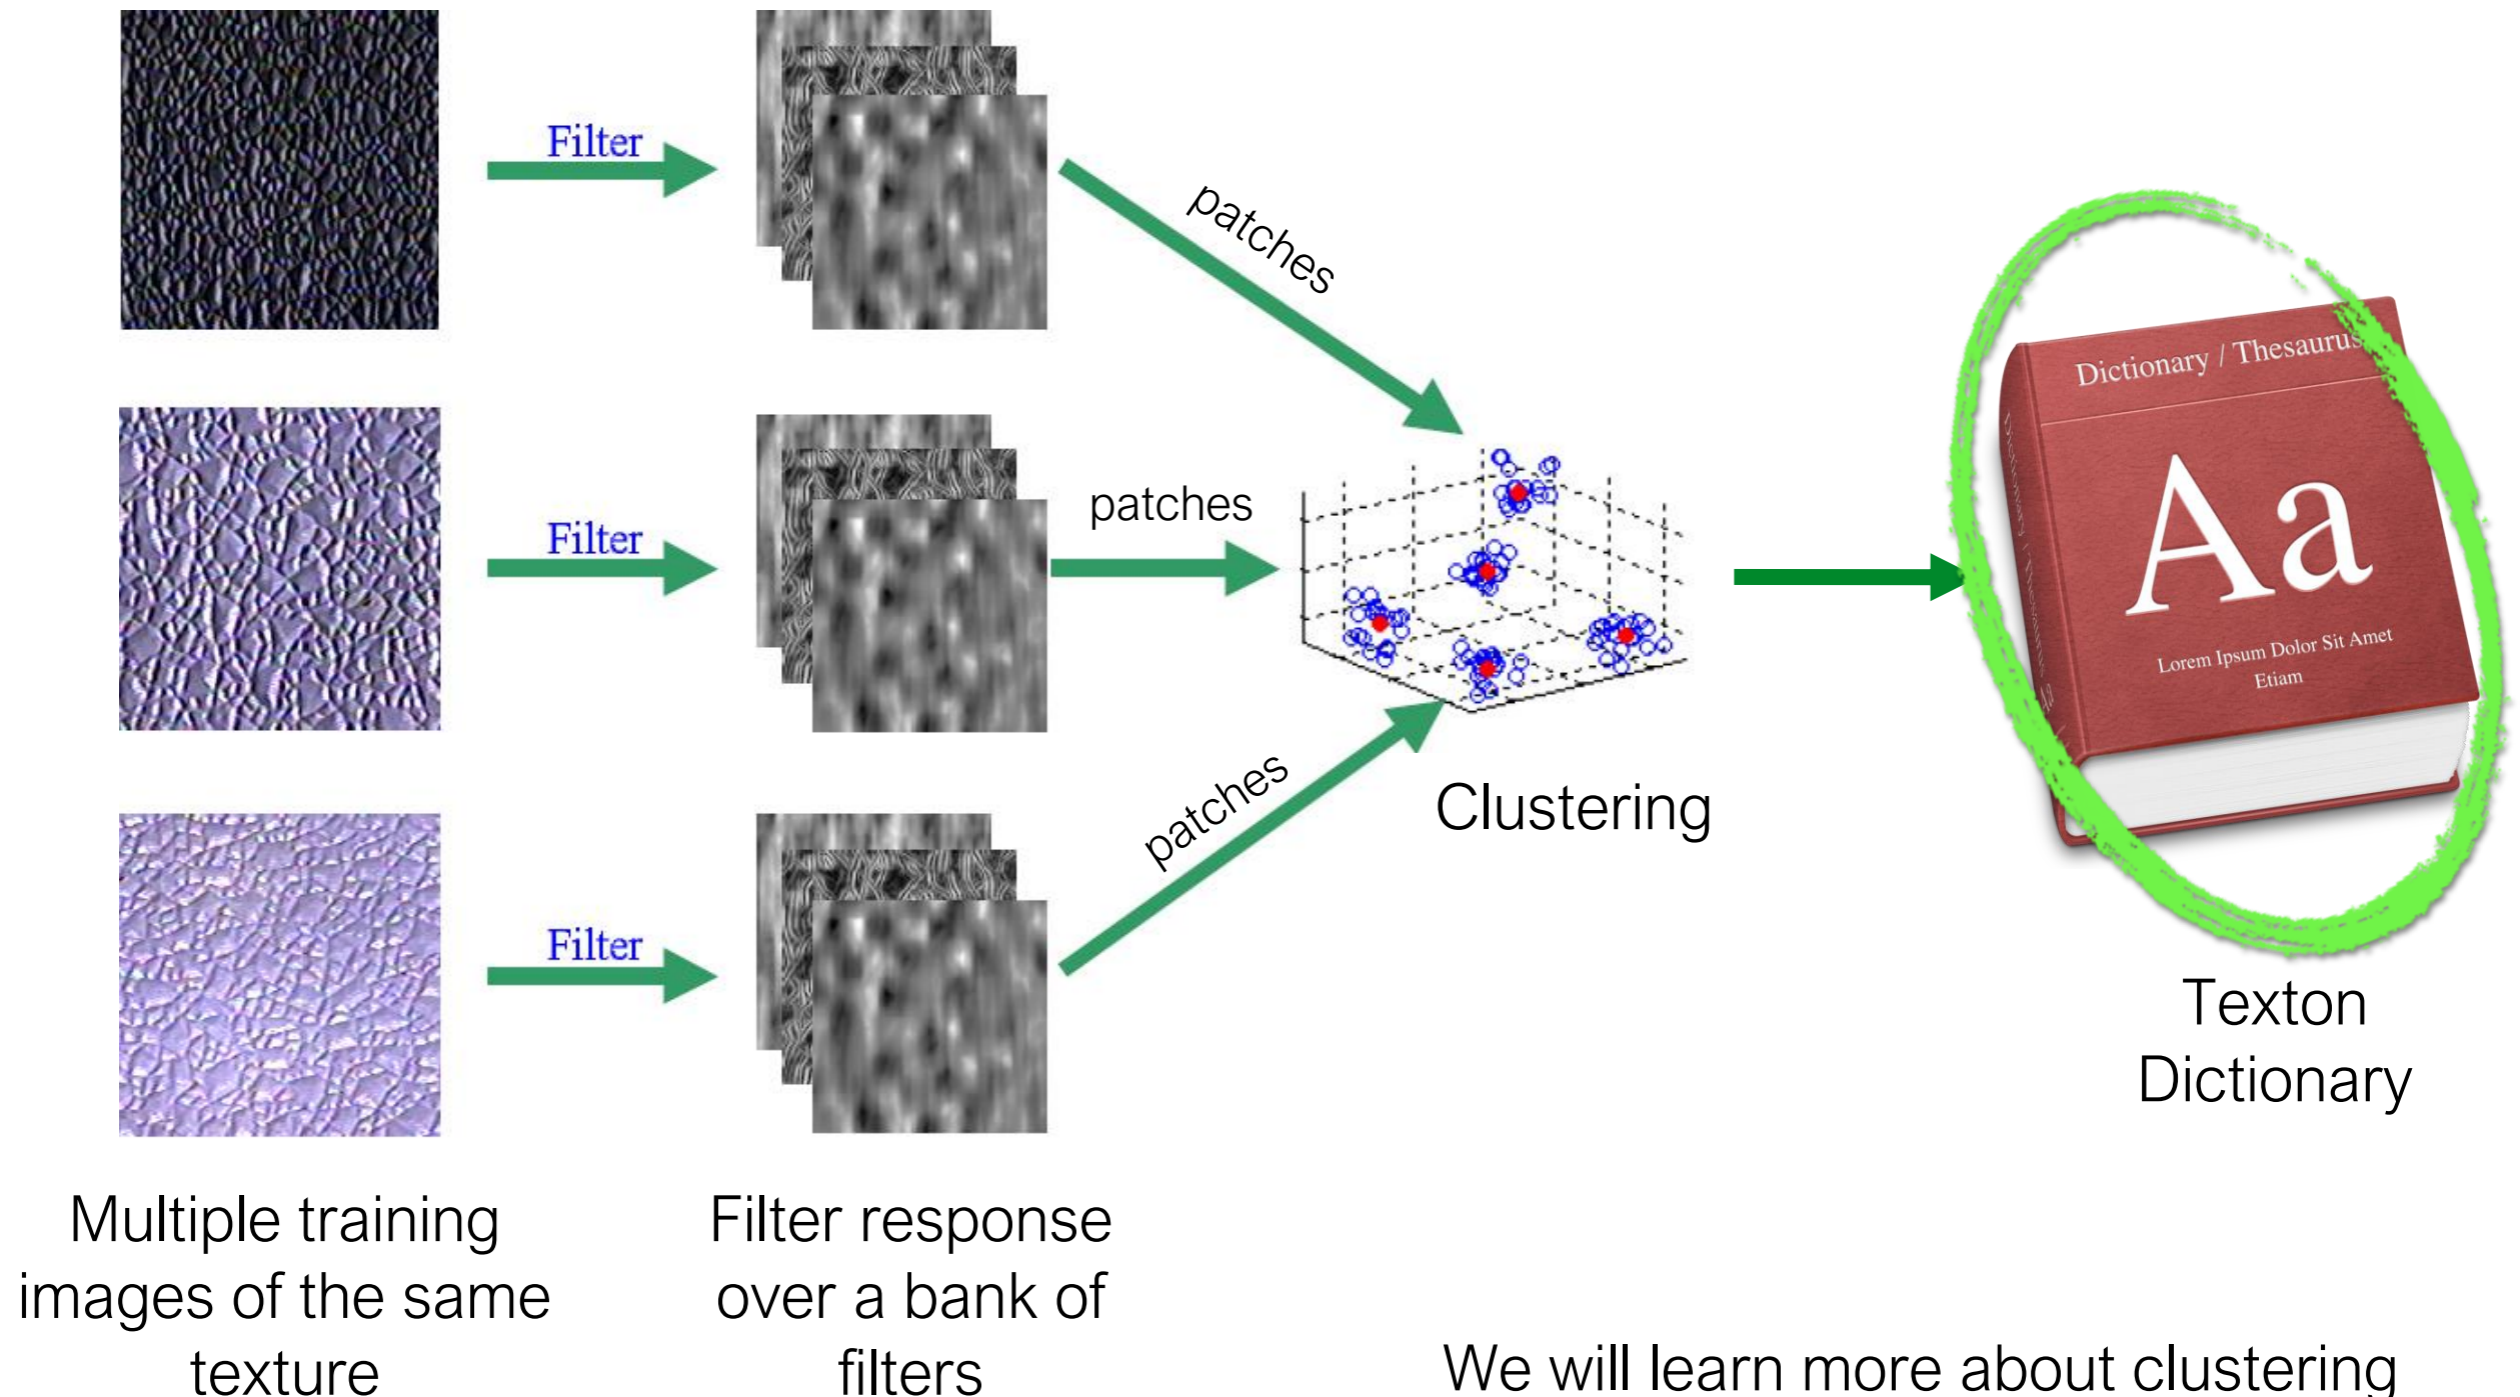 Filter
patches
Filter
patches
Filter
patches
Clustering
Dictionary / Thesaurus
Aa
Lorem Ipsum Dolor Sit Amet
Etiam
Texton
Dictionary
Multiple training
images of the same
texture
Filter response
over a bank of
filters
We will learn more about clustering